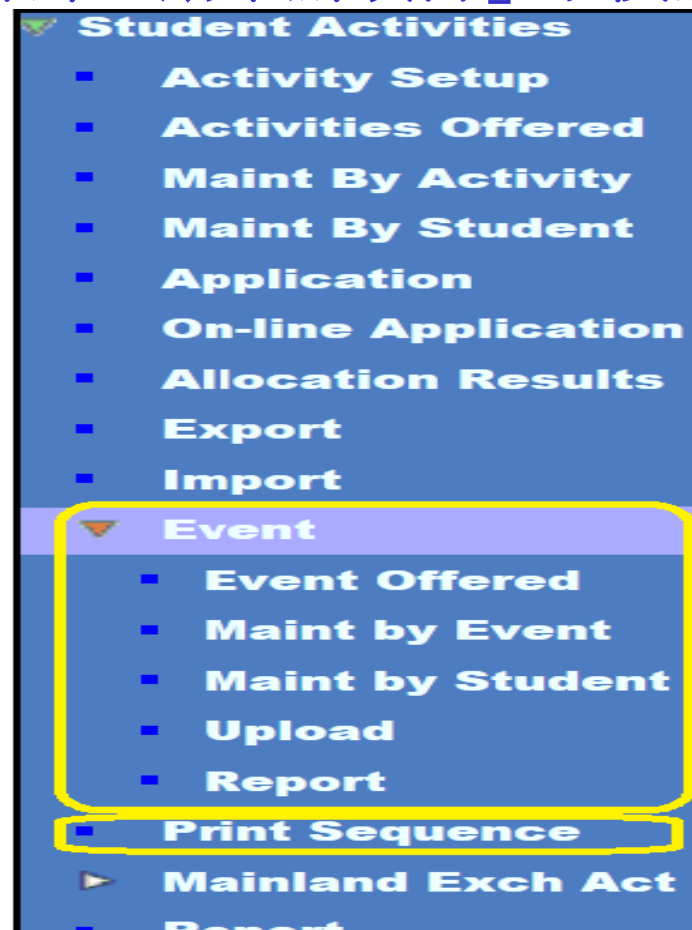 Student Activities
Activity Setup
Activities Offered
Maint By Activity
Maint By Student
Application
On-line Application
Allocation Results
Export
Import
Event
Event Offered
Maint by Event
Maint by Student
Upload
Report
Print Sequence
Mainland Exch Act
Report